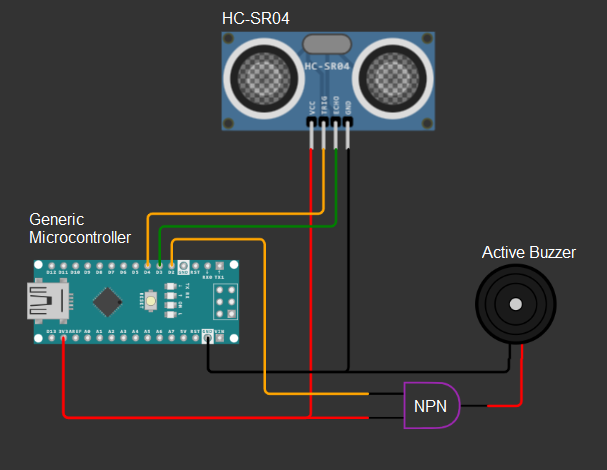 HC-SR04
HC-SR04
VCC
TRIG
ECHO
GND
Generic
Microcontroller
D12 D11 D10 D9 D8 D7 D6 D5 D4 D3 D2 GND RST
RX0 TX1
RESET
Active Buzzer
D13 3V3 AREF A0 A1 A2 A3 A4 A5 A6 A7 5V RST GND VIN
NPN